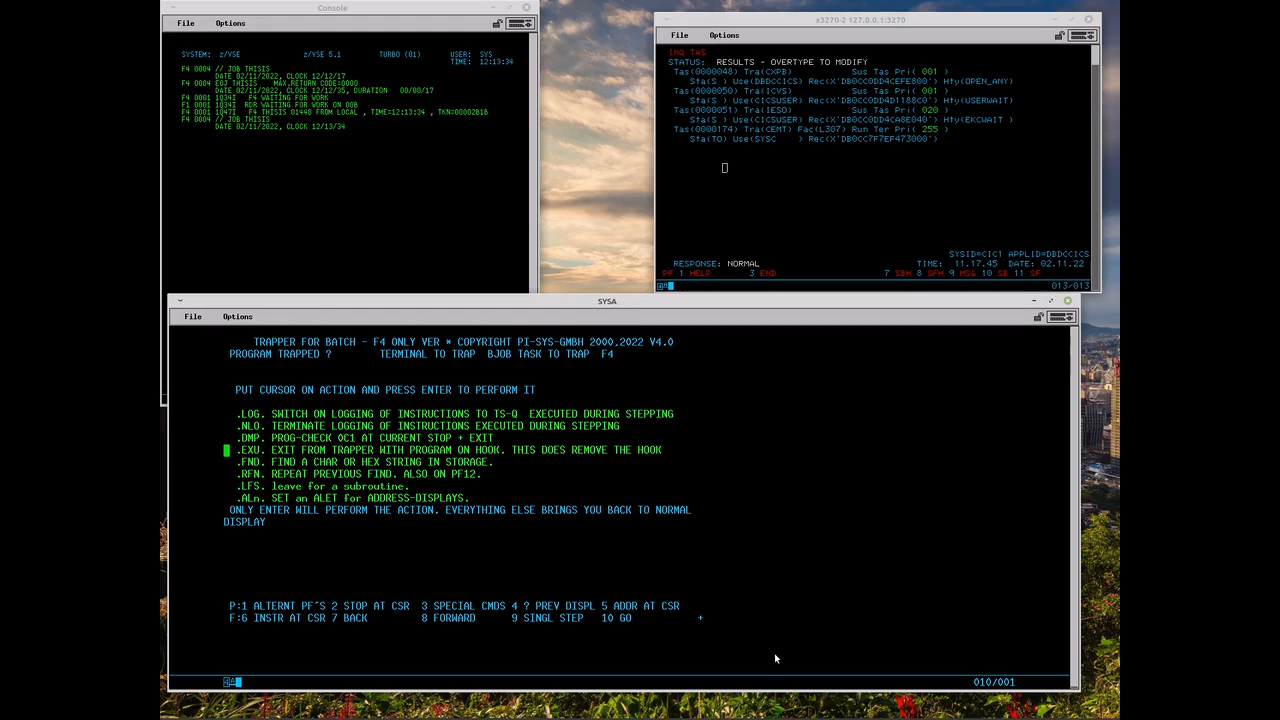 Console
File Options
SYSTEM: z/VSE z/VSE 5.1 TURBO (01) USER: SYS
TIME: 12:13:34
F4 0004 // JOB THISIS
DATE 02/11/2022, CLOCK 12/12/17
F4 0004 EOJ THISIS MAX.RETURN CODE=0000
DATE 02/11/2022, CLOCK 12/12/35, DURATION 00/00/17
F4 0001 1Q34I F4 WAITING FOR WORK
F1 0001 1Q34I RDR WAITING FOR WORK ON 00B
F4 0001 1Q47I F4 THISIS 01448 FROM LOCAL , TIME=12:13:34 , TKN=00002B1B
F4 0004 // JOB THISIS
DATE 02/11/2022, CLOCK 12/13/34
x3270-2 127.0.0.1:3270
File Options
INQ TAS
STATUS: RESULTS - OVERTYPE TO MODIFY
Tas(0000048) Tra(CXPB) Sus Tas Pri( 001 )
Sta(S ) Use(DBDCCICS) Rec(X'DB0CC0DD4CEFE800') Hty(OPEN_ANY)
Tas(0000050) Tra(ICVS) Sus Tas Pri( 001 )
Sta(S ) Use(CICSUSER) Rec(X'DB0CC0DD4D1188C0') Hty(USERWAIT)
Tas(0000051) Tra(IESO) Sus Tas Pri( 020 )
Sta(S ) Use(CICSUSER) Rec(X'DB0CC0DD4CA8E040') Hty(EKCWAIT )
Tas(0000174) Tra(CEMT) Fac(L307) Run Ter Pri( 255 )
Sta(TO) Use(SYSC ) Rec(X'DB0CC7F7EF473000')
SYSID=CIC1 APPLID=DBDCCICS
RESPONSE: NORMAL TIME: 11.17.45 DATE: 02.11.22
PF 1 HELP 3 END 7 SBH 8 SFH 9 MSG 10 SB 11 SF
4A 013/013
SYSA
File Options
TRAPPER FOR BATCH - F4 ONLY VER * COPYRIGHT PI-SYS-GMBH 2000.2022 V4.0
PROGRAM TRAPPED ? TERMINAL TO TRAP BJOB TASK TO TRAP F4
PUT CURSOR ON ACTION AND PRESS ENTER TO PERFORM IT
.LOG. SWITCH ON LOGGING OF INSTRUCTIONS TO TS-Q EXECUTED DURING STEPPING
.NLO. TERMINATE LOGGING OF INSTRUCTIONS EXECUTED DURING STEPPING
.DMP. PROG-CHECK 0C1 AT CURRENT STOP + EXIT
.EXU. EXIT FROM TRAPPER WITH PROGRAM ON HOOK. THIS DOES REMOVE THE HOOK
.FND. FIND A CHAR OR HEX STRING IN STORAGE.
.RFN. REPEAT PREVIOUS FIND. ALSO ON PF12.
.LFS. leave for a subroutine.
.ALn. SET an ALET for ADDRESS-DISPLAYS.
ONLY ENTER WILL PERFORM THE ACTION. EVERYTHING ELSE BRINGS YOU BACK TO NORMAL
DISPLAY
P:1 ALTERNT PF´S 2 STOP AT CSR 3 SPECIAL CMDS 4 ? PREV DISPL 5 ADDR AT CSR
F:6 INSTR AT CSR 7 BACK 8 FORWARD 9 SINGL STEP 10 GO +
4A 010/001